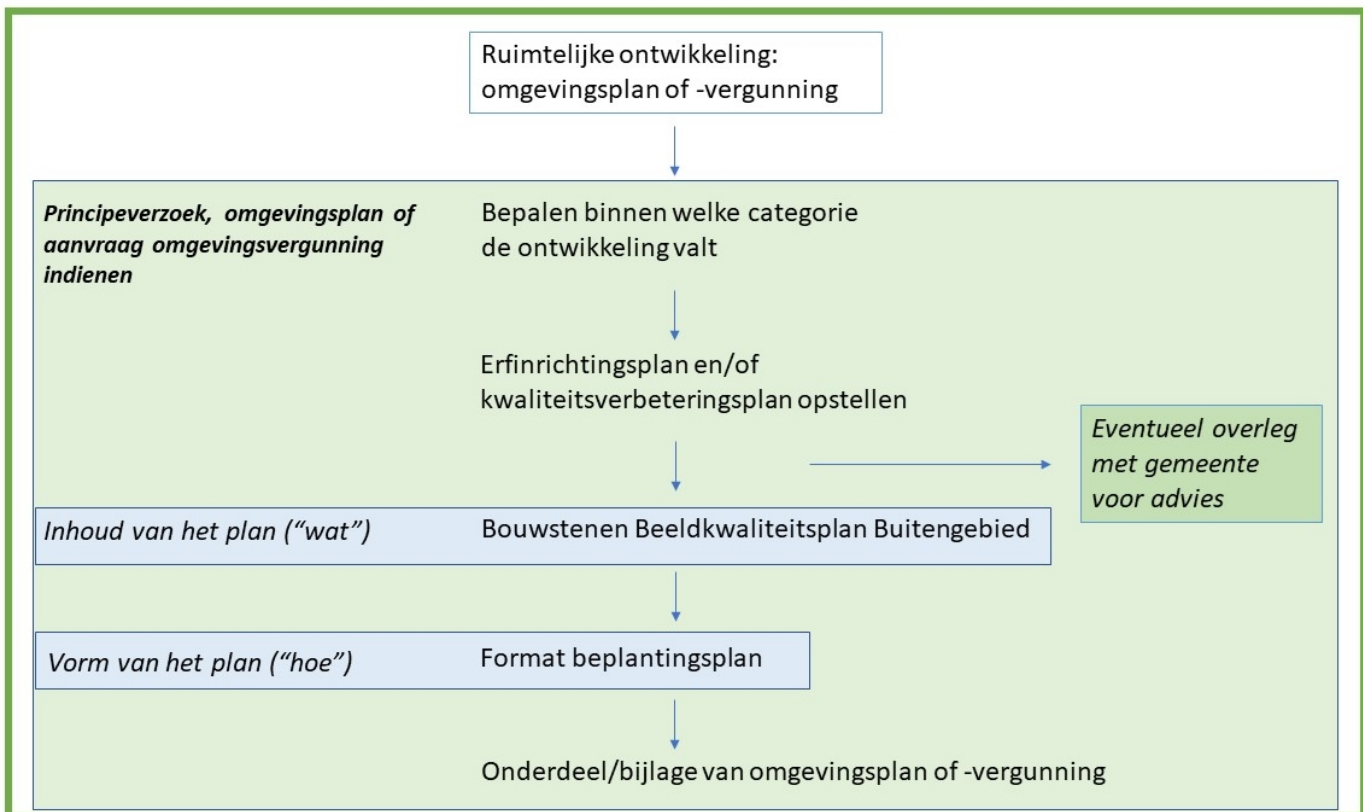 Ruimtelijke ontwikkeling:
omgevingsplan of -vergunning
Principeverzoek, omgevingsplan of
aanvraag omgevingsvergunning
indienen
Bepalen binnen welke categorie
de ontwikkeling valt
Erfinrichtingsplan en/of
kwaliteitsverbeteringsplan opstellen
Eventueel overleg
met gemeente
voor advies
Inhoud van het plan (“wat”)
Bouwstenen Beeldkwaliteitsplan Buitengebied
Vorm van het plan (“hoe”)
Format beplantingsplan
Onderdeel/bijlage van omgevingsplan of -vergunning